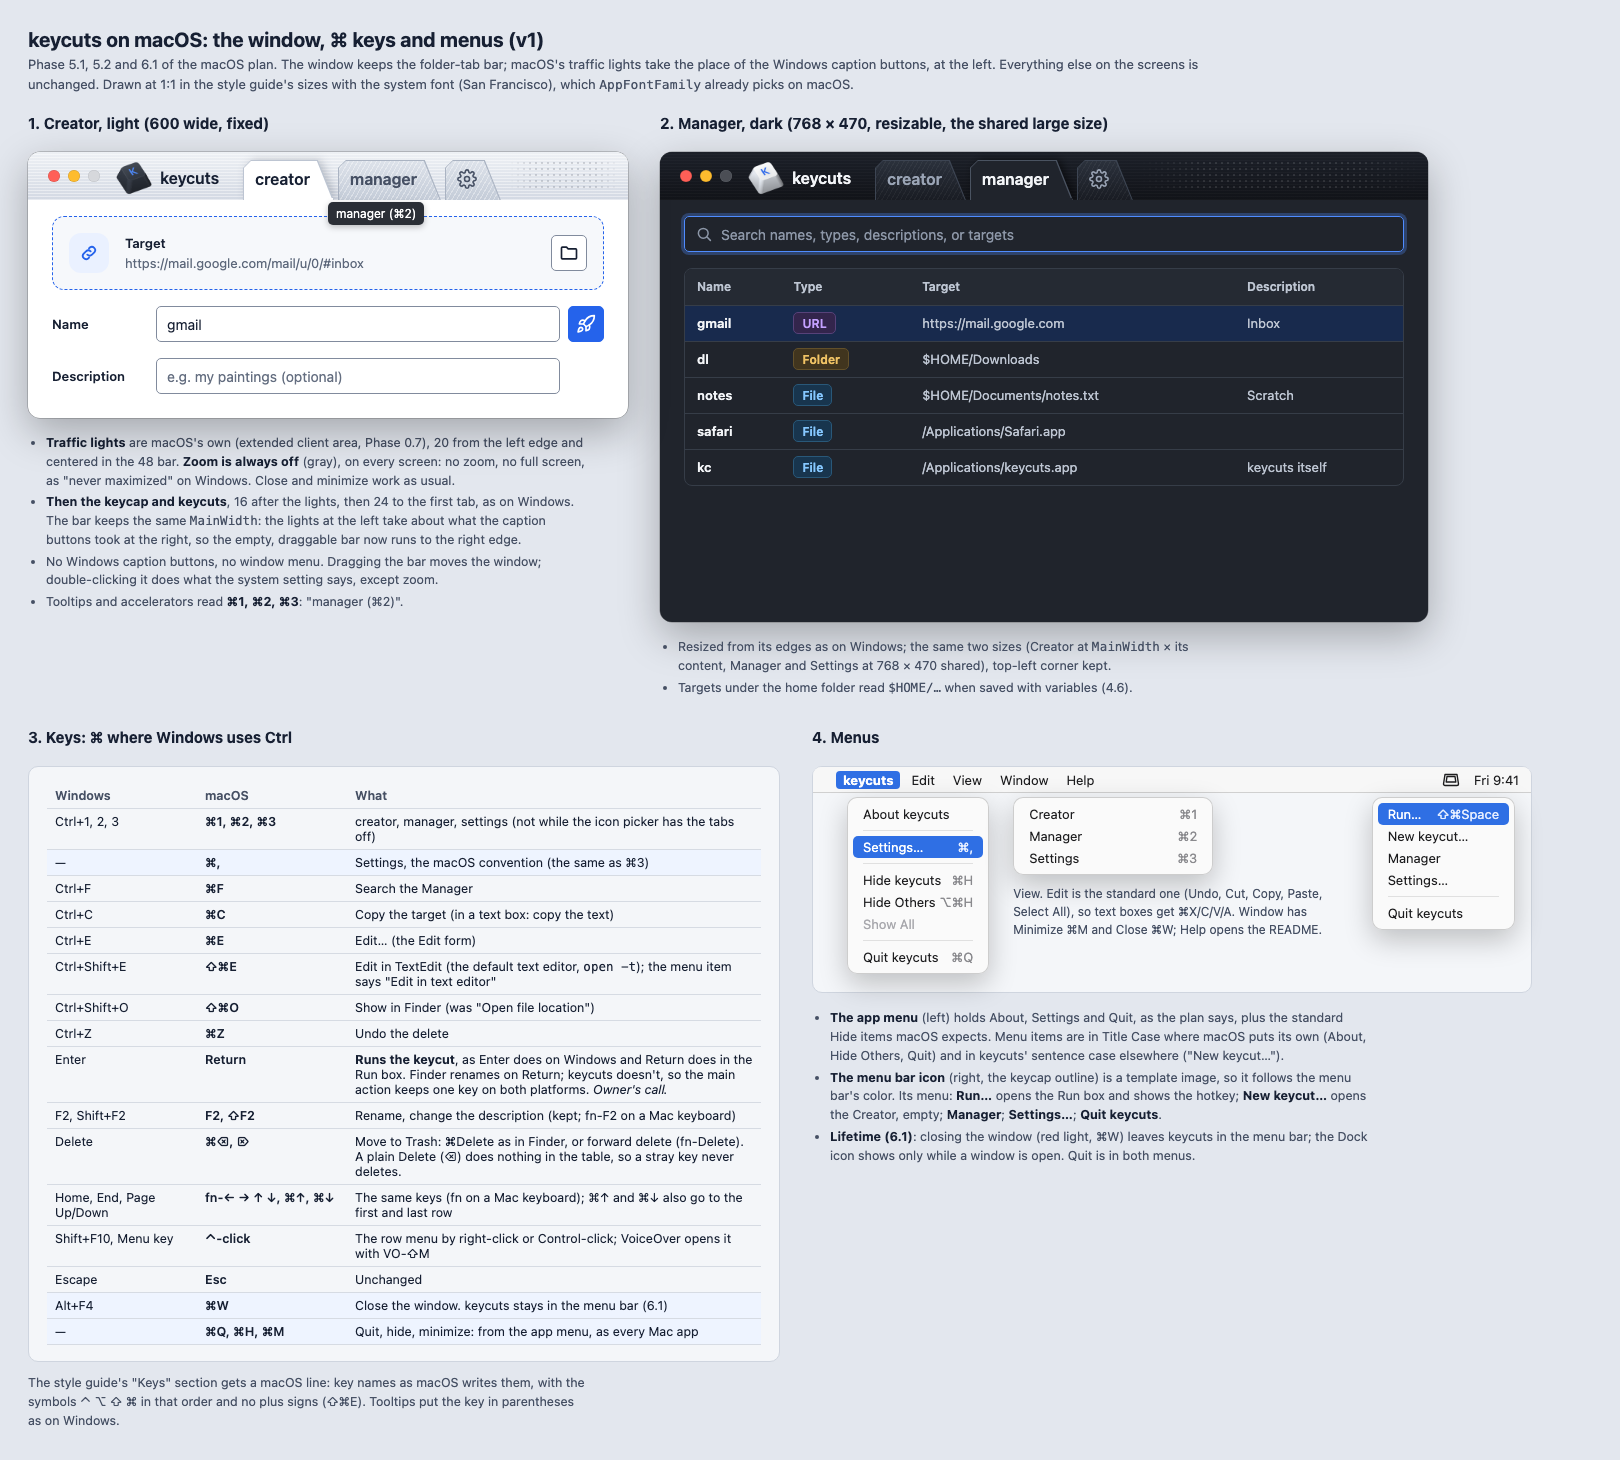 keycuts on macOS: the window, ⌘ keys and menus (v1)
Phase 5.1, 5.2 and 6.1 of the macOS plan. The window keeps the folder-tab bar; macOS's traffic lights take the place of the Windows caption buttons, at the left. Everything else on the screens is
unchanged. Drawn at 1:1 in the style guide's sizes with the system font (San Francisco), which AppFontFamily already picks on macOS.
1. Creator, light (600 wide, fixed)
K keycuts creator manager
manager (⌘2)
Target
https://mail.google.com/mail/u/0/#inbox
Name gmail
Description e.g. my paintings (optional)
• Traffic lights are macOS's own (extended client area, Phase 0.7), 20 from the left edge and
centered in the 48 bar. Zoom is always off (gray), on every screen: no zoom, no full screen,
as "never maximized" on Windows. Close and minimize work as usual.
• Then the keycap and keycuts, 16 after the lights, then 24 to the first tab, as on Windows.
The bar keeps the same MainWidth: the lights at the left take about what the caption
buttons took at the right, so the empty, draggable bar now runs to the right edge.
• No Windows caption buttons, no window menu. Dragging the bar moves the window;
double-clicking it does what the system setting says, except zoom.
• Tooltips and accelerators read ⌘1, ⌘2, ⌘3: "manager (⌘2)".
2. Manager, dark (768 × 470, resizable, the shared large size)
K keycuts creator manager
Search names, types, descriptions, or targets
Name Type Target Description
gmail URL https://mail.google.com Inbox
dl Folder $HOME/Downloads
notes File $HOME/Documents/notes.txt Scratch
safari File /Applications/Safari.app
kc File /Applications/keycuts.app keycuts itself
• Resized from its edges as on Windows; the same two sizes (Creator at MainWidth × its
content, Manager and Settings at 768 × 470 shared), top-left corner kept.
• Targets under the home folder read $HOME/… when saved with variables (4.6).
3. Keys: ⌘ where Windows uses Ctrl
Windows macOS What
Ctrl+1, 2, 3 ⌘1, ⌘2, ⌘3 creator, manager, settings (not while the icon picker has the tabs
off)
— ⌘, Settings, the macOS convention (the same as ⌘3)
Ctrl+F ⌘F Search the Manager
Ctrl+C ⌘C Copy the target (in a text box: copy the text)
Ctrl+E ⌘E Edit… (the Edit form)
Ctrl+Shift+E ⇧⌘E Edit in TextEdit (the default text editor, open -t); the menu item
says "Edit in text editor"
Ctrl+Shift+O ⇧⌘O Show in Finder (was "Open file location")
Ctrl+Z ⌘Z Undo the delete
Enter Return Runs the keycut, as Enter does on Windows and Return does in the
Run box. Finder renames on Return; keycuts doesn't, so the main
action keeps one key on both platforms. Owner's call.
F2, Shift+F2 F2, ⇧F2 Rename, change the description (kept; fn-F2 on a Mac keyboard)
Delete ⌘⌫, ⌦ Move to Trash: ⌘Delete as in Finder, or forward delete (fn-Delete).
A plain Delete (⌫) does nothing in the table, so a stray key never
deletes.
Home, End, Page fn-← → ↑ ↓, ⌘↑, ⌘↓ The same keys (fn on a Mac keyboard); ⌘↑ and ⌘↓ also go to the
Up/Down first and last row
Shift+F10, Menu key ⌃-click The row menu by right-click or Control-click; VoiceOver opens it
with VO-⇧M
Escape Esc Unchanged
Alt+F4 ⌘W Close the window. keycuts stays in the menu bar (6.1)
— ⌘Q, ⌘H, ⌘M Quit, hide, minimize: from the app menu, as every Mac app
The style guide's "Keys" section gets a macOS line: key names as macOS writes them, with the
symbols ⌃ ⌥ ⇧ ⌘ in that order and no plus signs (⇧⌘E). Tooltips put the key in parentheses
as on Windows.
4. Menus
keycuts Edit View Window Help Fri 9:41
About keycuts
Settings… ⌘,
Hide keycuts ⌘H
Hide Others ⌥⌘H
Show All
Quit keycuts ⌘Q
Creator ⌘1
Manager ⌘2
Settings ⌘3
View. Edit is the standard one (Undo, Cut, Copy, Paste,
Select All), so text boxes get ⌘X/C/V/A. Window has
Minimize ⌘M and Close ⌘W; Help opens the README.
Run… ⇧⌘Space
New keycut…
Manager
Settings…
Quit keycuts
• The app menu (left) holds About, Settings and Quit, as the plan says, plus the standard
Hide items macOS expects. Menu items are in Title Case where macOS puts its own (About,
Hide Others, Quit) and in keycuts' sentence case elsewhere ("New keycut…").
• The menu bar icon (right, the keycap outline) is a template image, so it follows the menu
bar's color. Its menu: Run… opens the Run box and shows the hotkey; New keycut… opens
the Creator, empty; Manager; Settings…; Quit keycuts.
• Lifetime (6.1): closing the window (red light, ⌘W) leaves keycuts in the menu bar; the Dock
icon shows only while a window is open. Quit is in both menus.